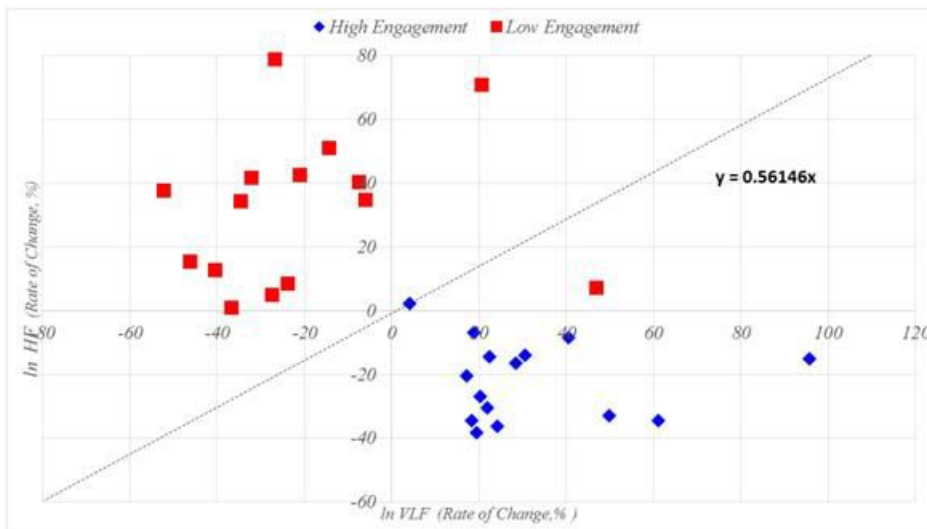 High Engagement Low Engagement
80
60
40
20
0
-20
-40
-60
-80 -60 -40 -20 0 20 40 60 80 100 120
y = 0.56146x
ln HF (Rate of Change, %)
ln VLF (Rate of Change,% )